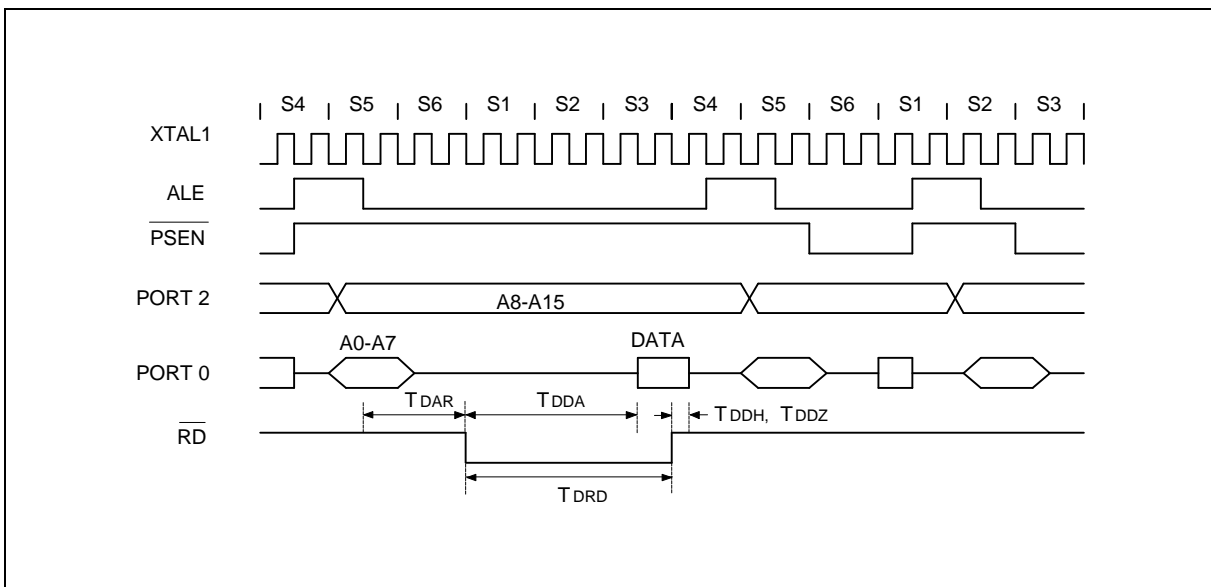 S4 S5 S6 S1 S2 S3 S4 S5 S6 S1 S2 S3
XTAL1
ALE
PSEN
PORT 2
A8-A15
A0-A7
DATA
PORT 0
TDAR
TDDA
TDDH, TDDZ
RD
TDRD